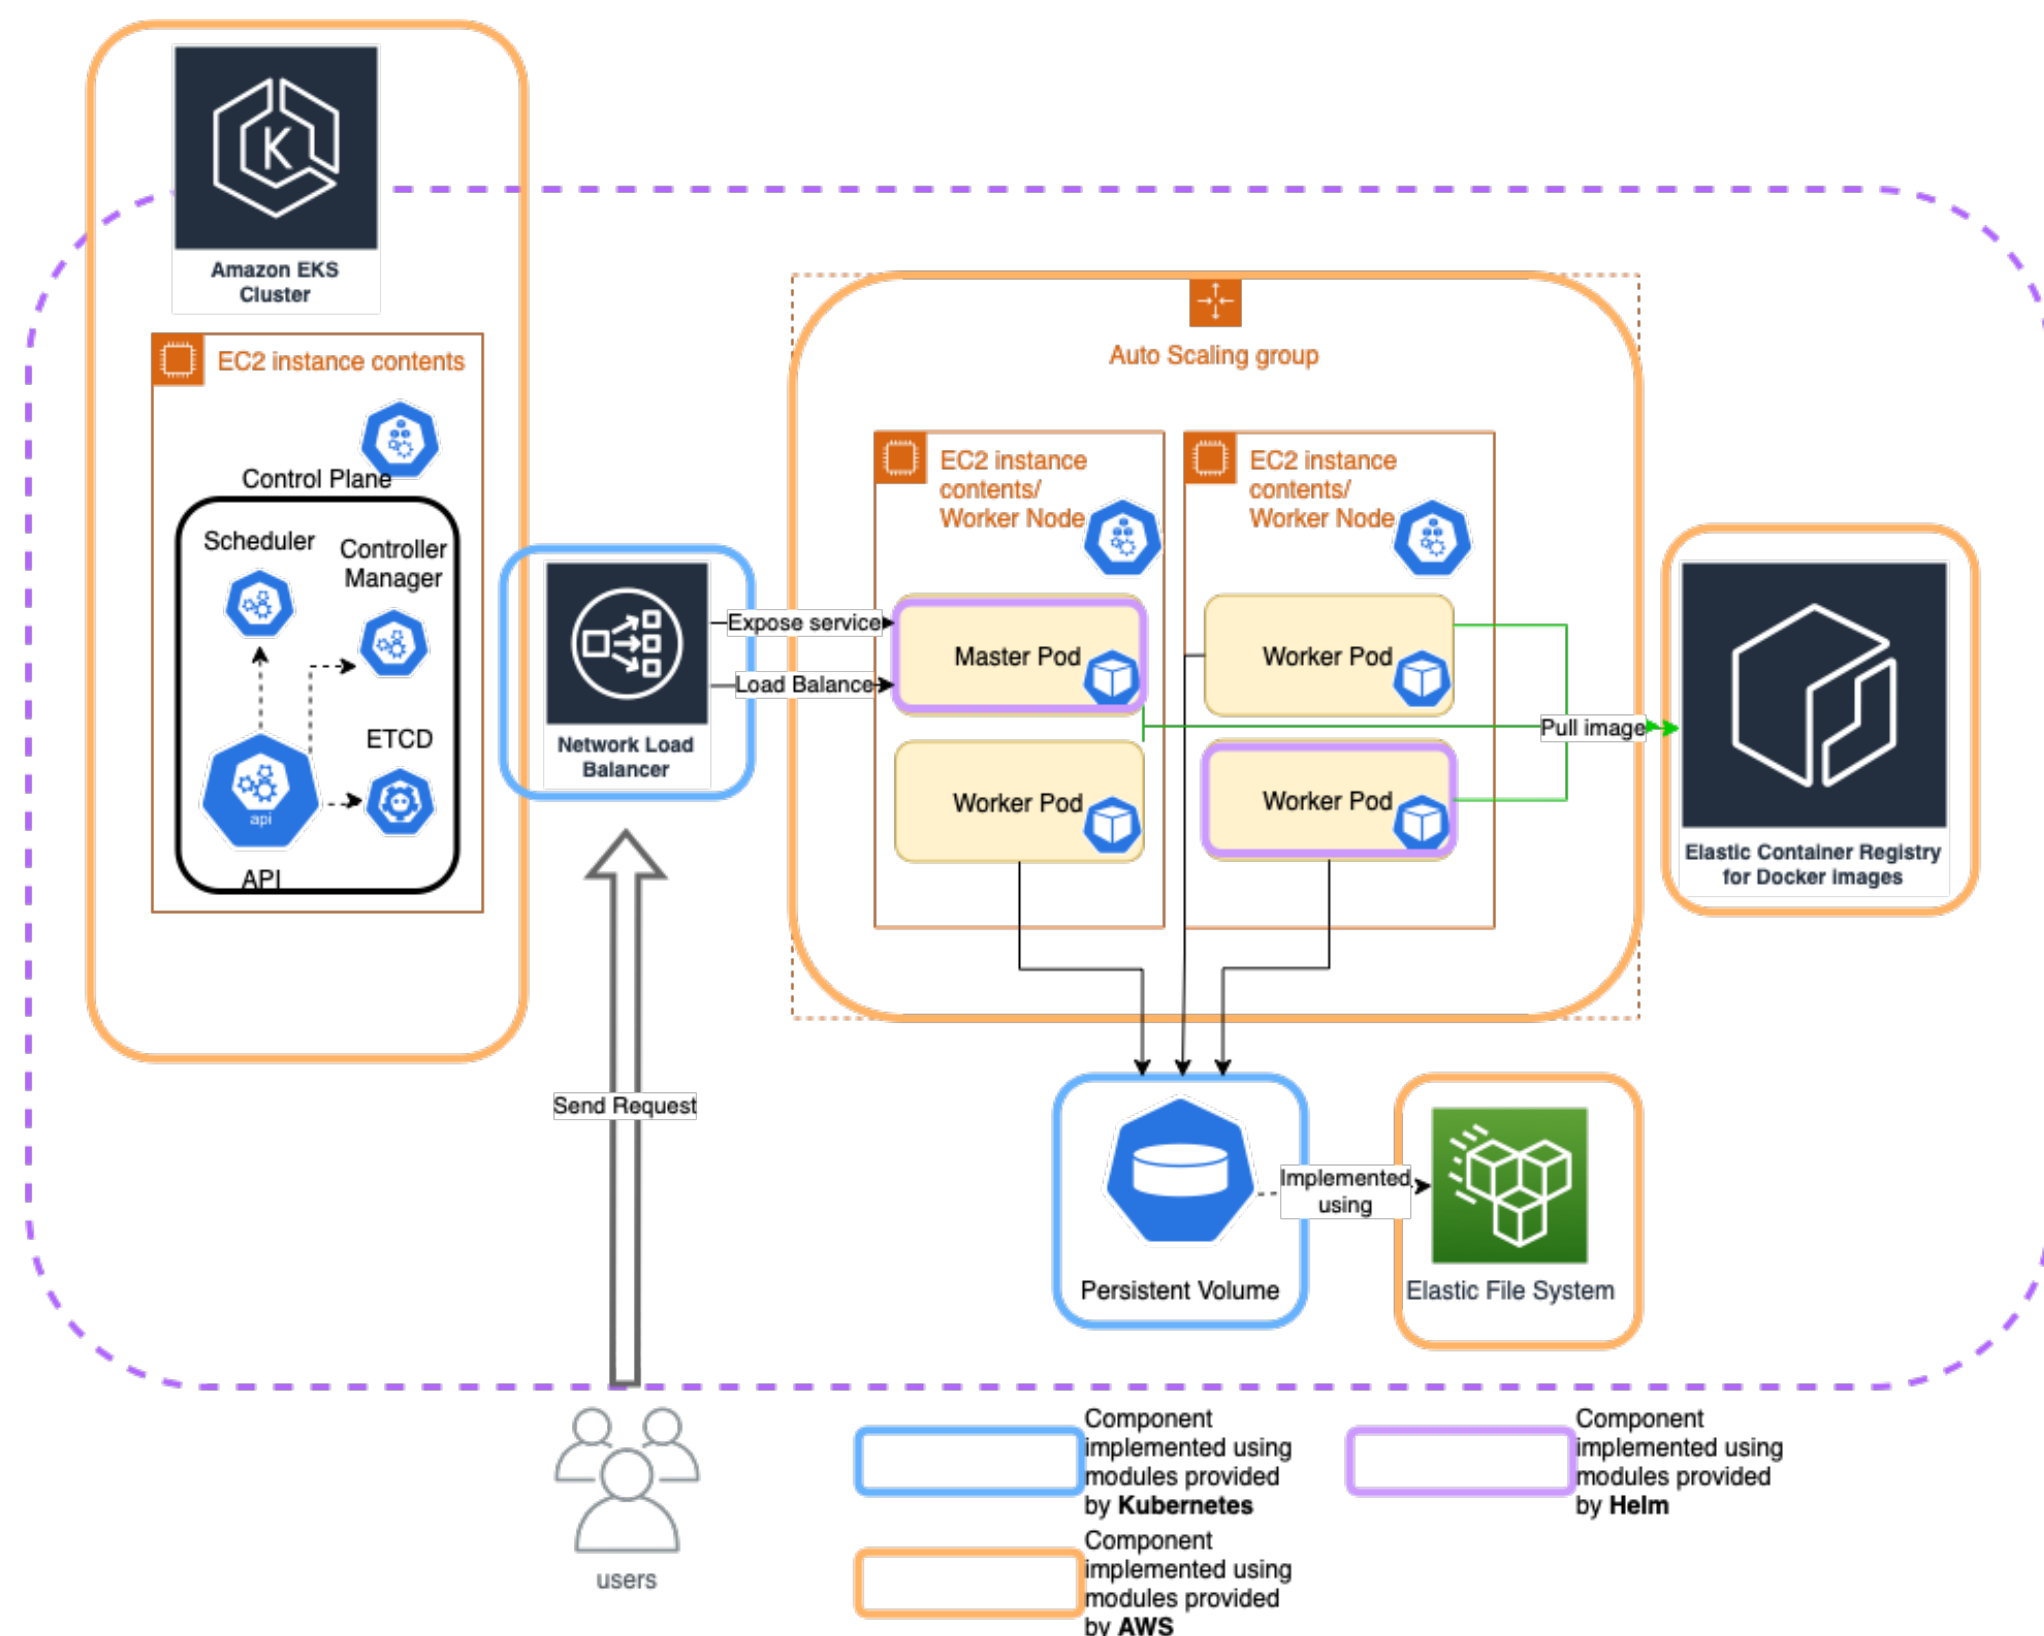 Amazon EKS
Cluster
EC2 instance contents
Control Plane
Scheduler
Controller
Manager
ETCD
api
API
Network Load
Balancer
Expose service
Load Balance
Auto Scaling group
EC2 instance
contents/
Worker Node
EC2 instance
contents/
Worker Node
Master Pod
Worker Pod
Worker Pod
Worker Pod
Pull image
Elastic Container Registry
for Docker images
Send Request
Implemented
using
Persistent Volume
Elastic File System
users
Component
implemented using
modules provided
by Kubernetes
Component
implemented using
modules provided
by Helm
Component
implemented using
modules provided
by AWS